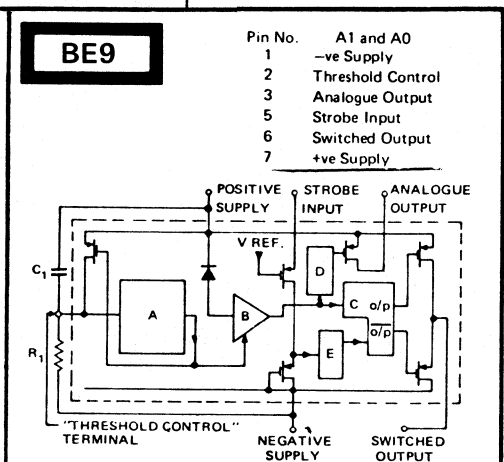 BE9
Pin No. A1 and A0
1 −ve Supply
2 Threshold Control
3 Analogue Output
5 Strobe Input
6 Switched Output
7 +ve Supply
POSITIVE SUPPLY
STROBE INPUT
ANALOGUE OUTPUT
V REF.
C1
D
A
B
C o/p
o/p
R1
E
"THRESHOLD CONTROL" TERMINAL
NEGATIVE SUPPLY
SWITCHED OUTPUT